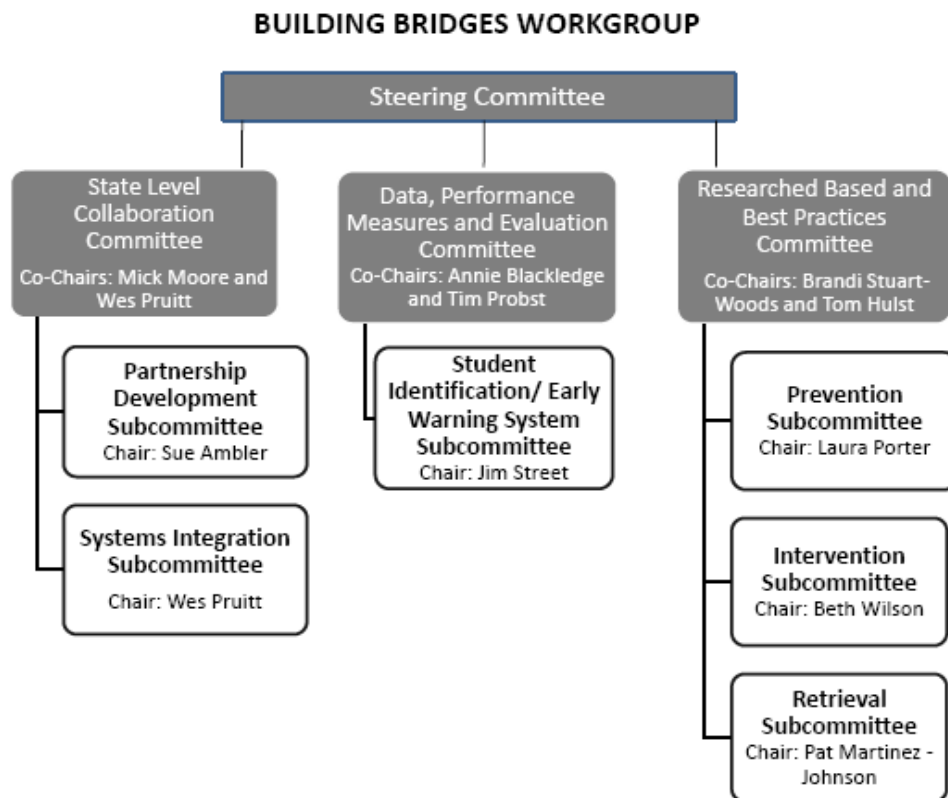 BUILDING BRIDGES WORKGROUP
Steering Committee
State Level
Collaboration
Committee
Co-Chairs: Mick Moore and
Wes Pruitt
Partnership
Development
Subcommittee
Chair: Sue Ambler
Systems Integration
Subcommittee
Chair: Wes Pruitt
Data, Performance
Measures and Evaluation
Committee
Co-Chairs: Annie Blackledge
and Tim Probst
Student
Identification/ Early
Warning System
Subcommittee
Chair: Jim Street
Researched Based and
Best Practices
Committee
Co-Chairs: Brandi Stuart-
Woods and Tom Hulst
Prevention
Subcommittee
Chair: Laura Porter
Intervention
Subcommittee
Chair: Beth Wilson
Retrieval
Subcommittee
Chair: Pat Martinez -
Johnson